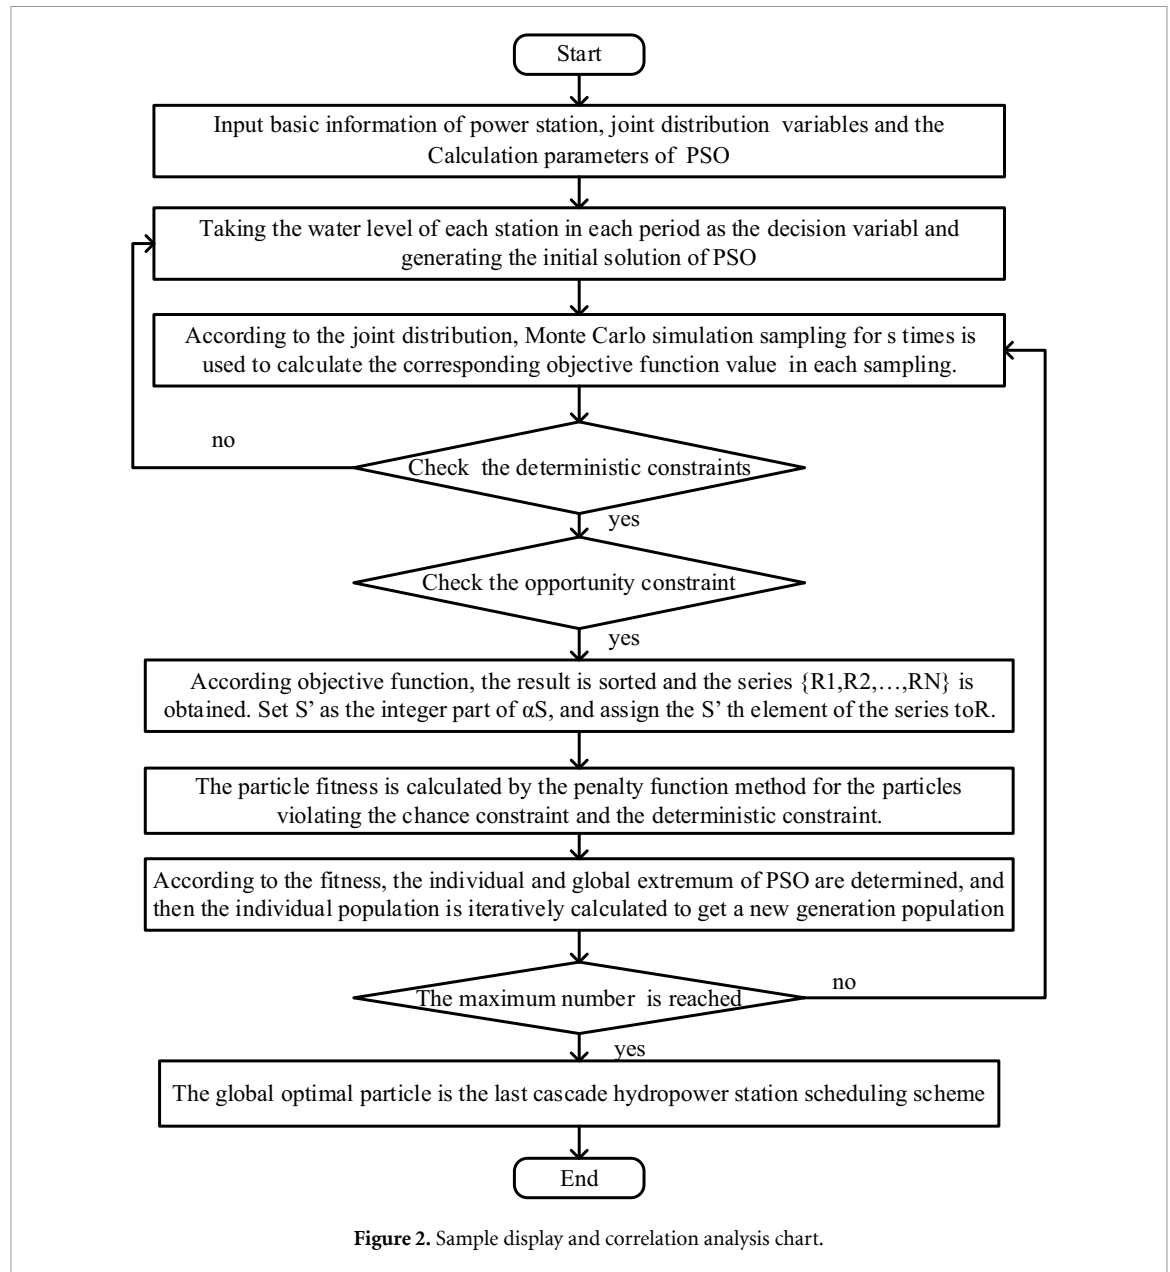 Start
Input basic information of power station, joint distribution variables and the
Calculation parameters of PSO
Taking the water level of each station in each period as the decision variabl and
generating the initial solution of PSO
According to the joint distribution, Monte Carlo simulation sampling for s times is
used to calculate the corresponding objective function value in each sampling.
no
Check the deterministic constraints
yes
Check the opportunity constraint
yes
According objective function, the result is sorted and the series {R1,R2,…,RN} is
obtained. Set S’ as the integer part of αS, and assign the S’ th element of the series toR.
The particle fitness is calculated by the penalty function method for the particles
violating the chance constraint and the deterministic constraint.
According to the fitness, the individual and global extremum of PSO are determined, and
then the individual population is iteratively calculated to get a new generation population
no
The maximum number is reached
yes
The global optimal particle is the last cascade hydropower station scheduling scheme
End
Figure 2. Sample display and correlation analysis chart.